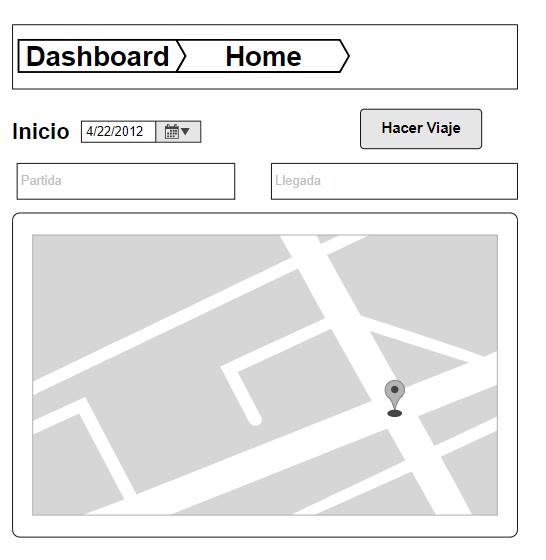 Dashboard Home
Inicio 4/22/2012 Hacer Viaje
Partida Llegada